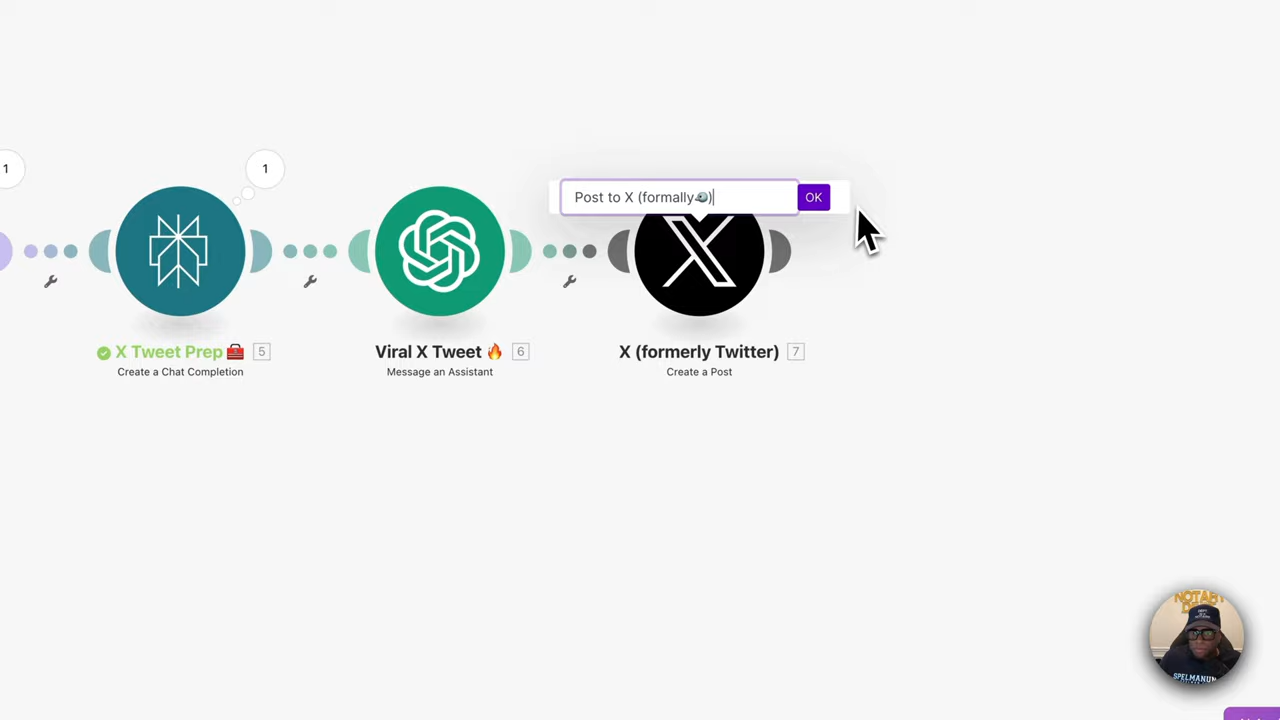 1
1
Post to X (formally🐦)
OK
X Tweet Prep 🧰 5
Create a Chat Completion
Viral X Tweet 🔥 6
Message an Assistant
X (formerly Twitter) 7
Create a Post
SPELMANUN